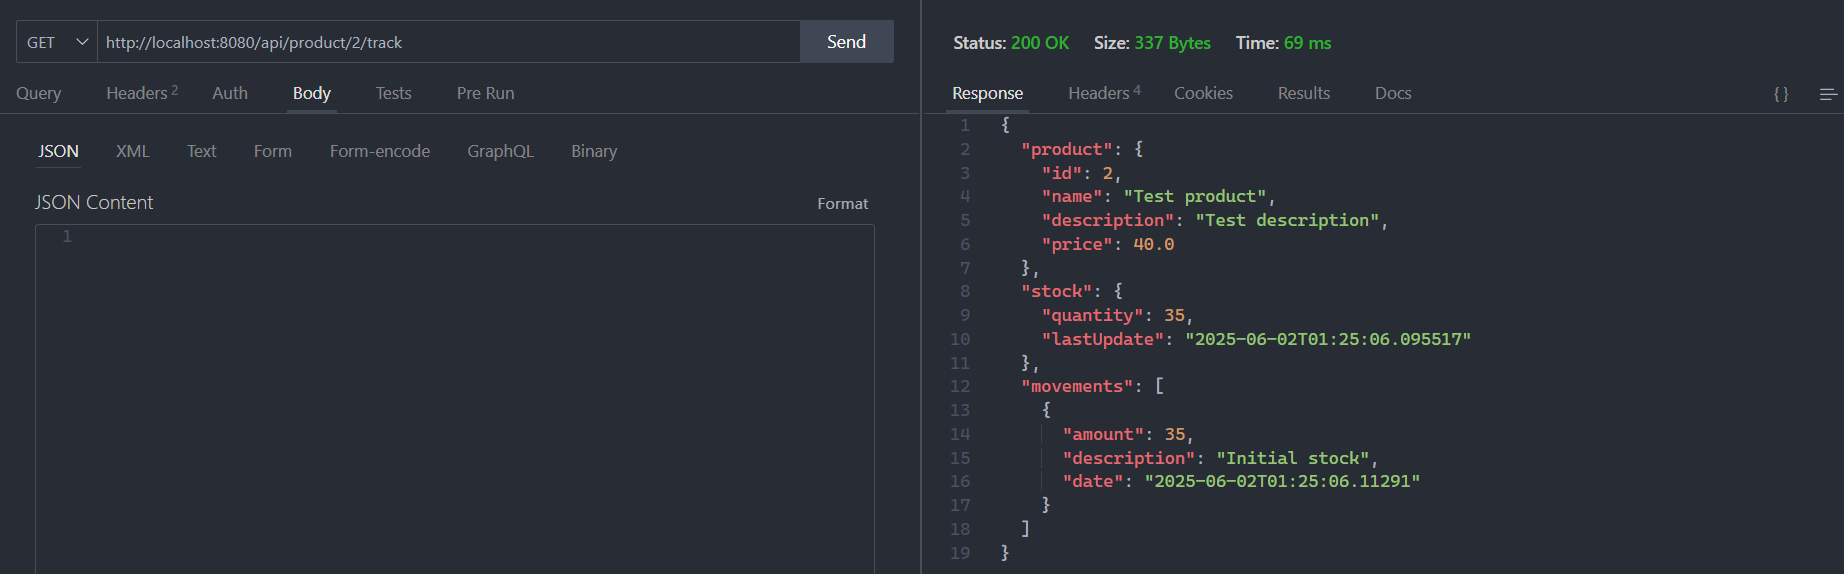 GET http://localhost:8080/api/product/2/track Send
Query Headers 2 Auth Body Tests Pre Run
JSON XML Text Form Form-encode GraphQL Binary
JSON Content Format
1
Status: 200 OK Size: 337 Bytes Time: 69 ms
Response Headers 4 Cookies Results Docs { }
1 {
2 "product": {
3 "id": 2,
4 "name": "Test product",
5 "description": "Test description",
6 "price": 40.0
7 },
8 "stock": {
9 "quantity": 35,
10 "lastUpdate": "2025-06-02T01:25:06.095517"
11 },
12 "movements": [
13 {
14 "amount": 35,
15 "description": "Initial stock",
16 "date": "2025-06-02T01:25:06.11291"
17 }
18 ]
19 }